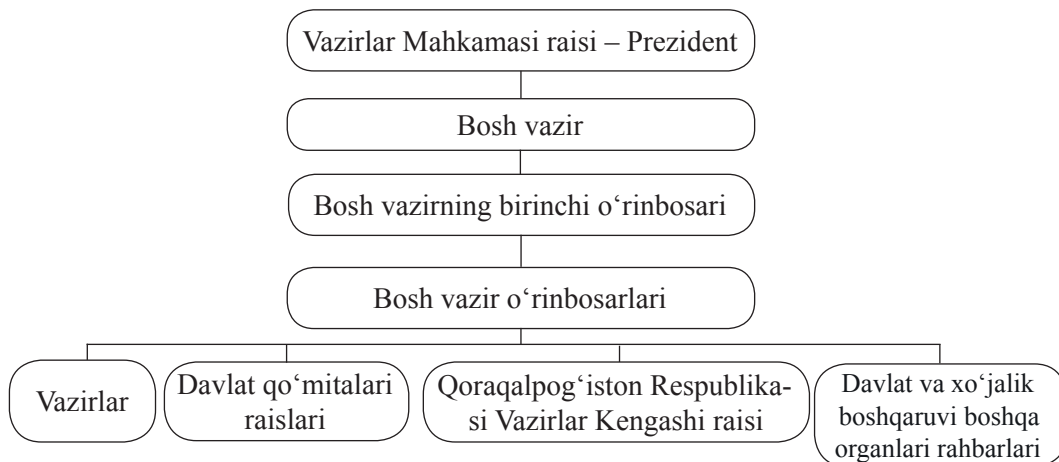 Vazirlar Mahkamasi raisi – Prezident
Bosh vazir
Bosh vazirning birinchi o‘rinbosari
Bosh vazir o‘rinbosarlari
Vazirlar
Davlat qo‘mitalari
raislari
Qoraqalpog‘iston Respublika-
si Vazirlar Kengashi raisi
Davlat va xo‘jalik
boshqaruvi boshqa
organlari rahbarlari